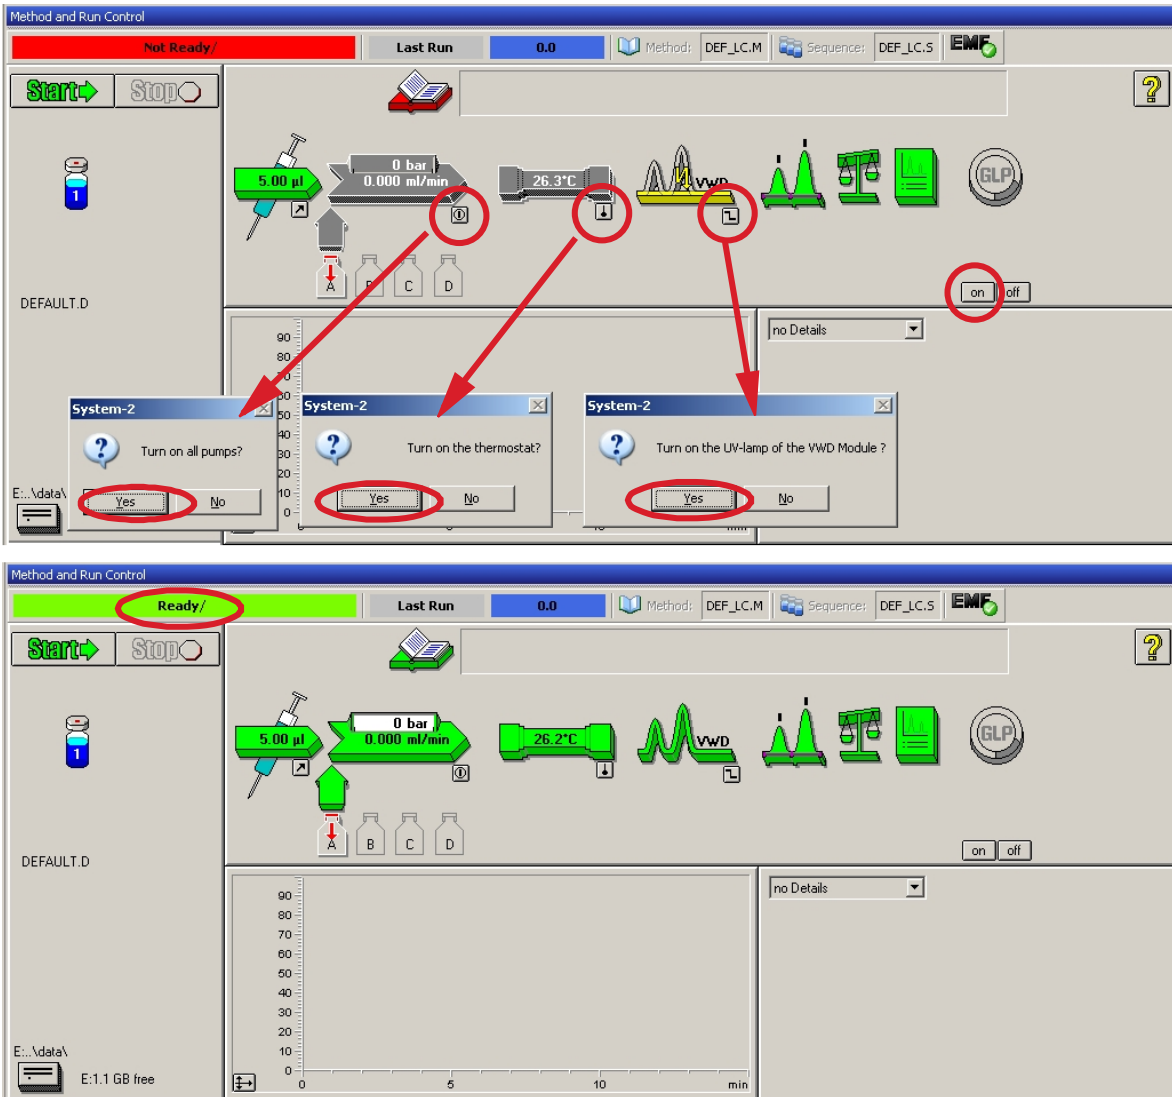 Method and Run Control
Not Ready/ Last Run 0.0 Method: DEF_LC.M Sequence: DEF_LC.S EMF
Start Stop
?
1
5.00 µl
0 bar
0.000 ml/min
26.3°C
VWD
GLP
A B C D
on off
DEFAULT.D
no Details
90
80
70
System-2
Turn on all pumps?
Yes No
System-2
Turn on the thermostat?
Yes No
System-2
Turn on the UV-lamp of the VWD Module ?
Yes No
50
40
30
20
10
0
E:..\data\
min
Method and Run Control
Ready/ Last Run 0.0 Method: DEF_LC.M Sequence: DEF_LC.S EMF
Start Stop
?
1
5.00 µl
0 bar
0.000 ml/min
26.2°C
VWD
GLP
A B C D
on off
DEFAULT.D
no Details
90
80
70
60
50
40
30
20
10
0
0 5 10 min
E:..\data\
E:1.1 GB free